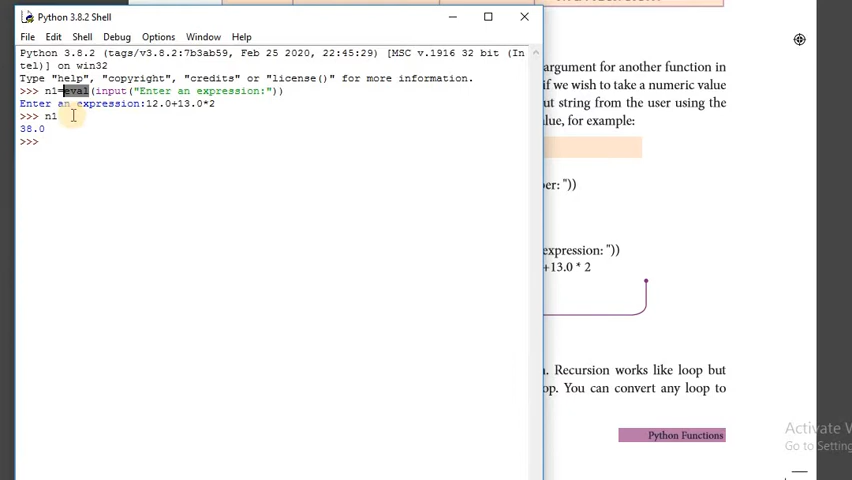 Python 3.8.2 Shell
File Edit Shell Debug Options Window Help
Python 3.8.2 (tags/v3.8.2:7b3ab59, Feb 25 2020, 22:45:29) [MSC v.1916 32 bit (In
tel)] on win32
Type "help", "copyright", "credits" or "license()" for more information.
>>> n1=eval(input("Enter an expression:"))
Enter an expression:12.0+13.0*2
>>> n1
38.0
>>>
argument for another function in
if we wish to take a numeric value
ut string from the user using the
lue, for example:
ber: "))
expression: "))
+13.0 * 2
n. Recursion works like loop but
op. You can convert any loop to
Python Functions
Activate W
Go to Setting